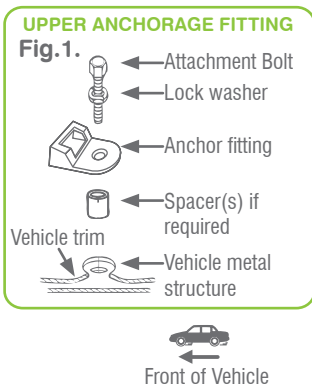 UPPER ANCHORAGE FITTING
Fig.1.
Attachment Bolt
Lock washer
Anchor fitting
Spacer(s) if
required
Vehicle trim
Vehicle metal
structure
Front of Vehicle